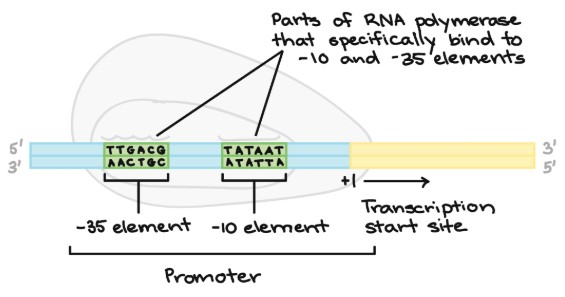 Parts of RNA polymerase
that specifically bind to
-10 and -35 elements
5' 3'
TTGACG TATAAT
AACTGC ATATTA
3' 5'
+1
Transcription
start site
-35 element -10 element
Promoter